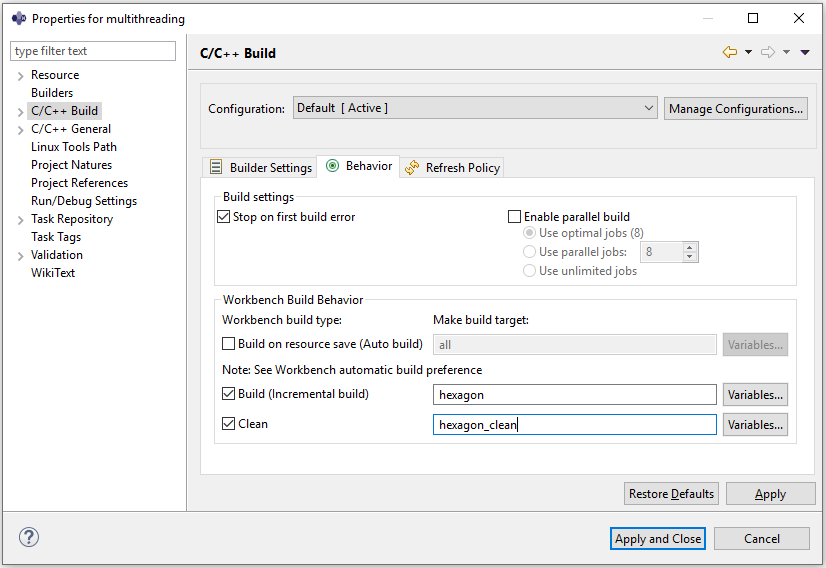 Properties for multithreading
type filter text
Resource
Builders
C/C++ Build
C/C++ General
Linux Tools Path
Project Natures
Project References
Run/Debug Settings
Task Repository
Task Tags
Validation
WikiText
C/C++ Build
Configuration: Default [ Active ] Manage Configurations...
Builder Settings Behavior Refresh Policy
Build settings
Stop on first build error Enable parallel build
Use optimal jobs (8)
Use parallel jobs: 8
Use unlimited jobs
Workbench Build Behavior
Workbench build type: Make build target:
Build on resource save (Auto build) all Variables...
Note: See Workbench automatic build preference
Build (Incremental build) hexagon Variables...
Clean hexagon_clean Variables...
Restore Defaults Apply
? Apply and Close Cancel